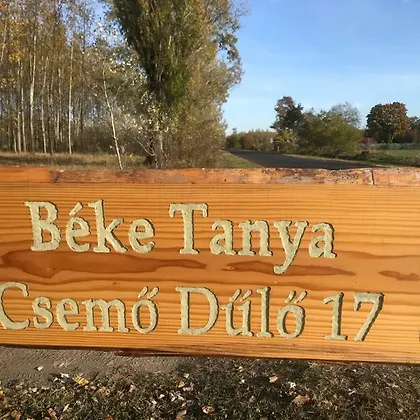 Béke Tanya
Csemő Dűlő 17